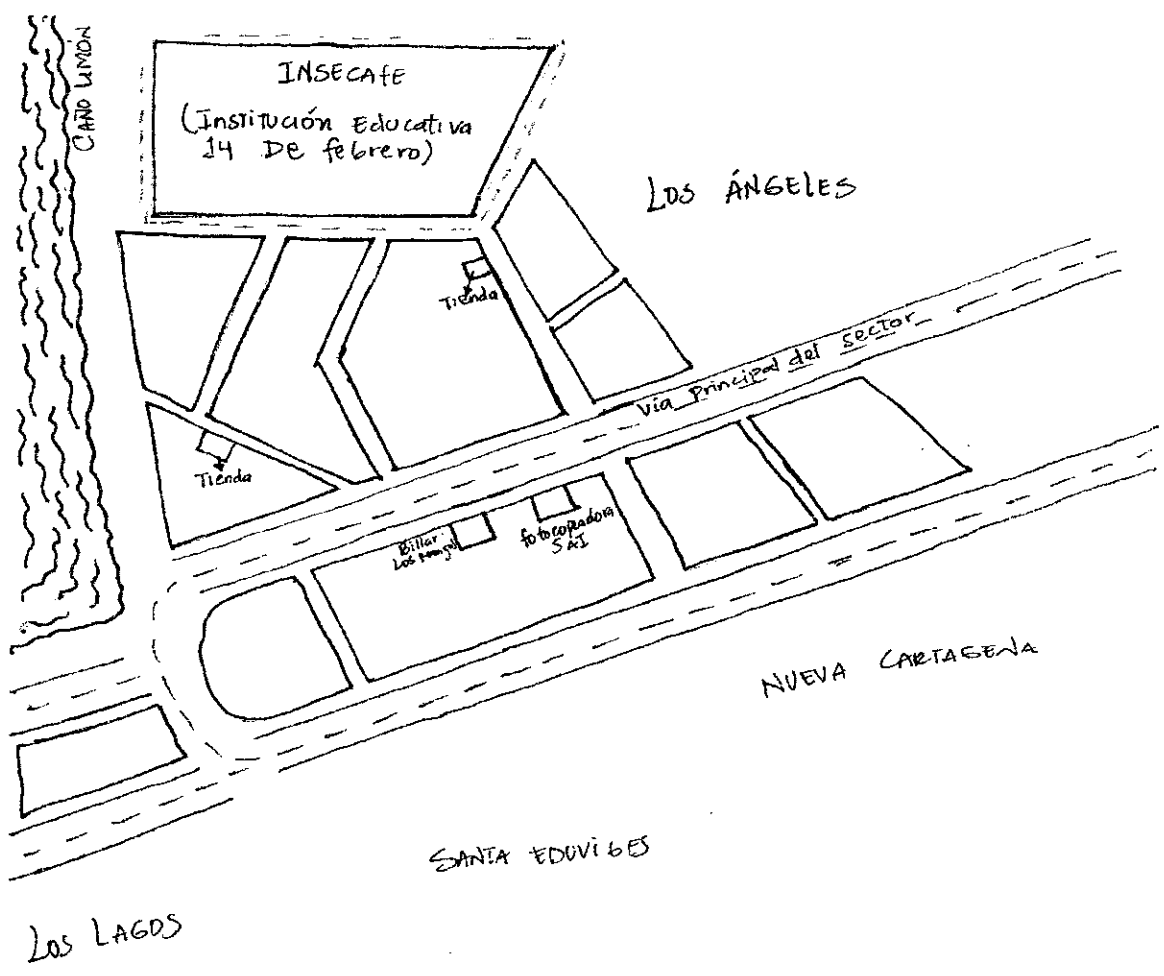 CAÑO LIMÓN
INSECAFE
(Institución Educativa
14 De febrero)
LOS ÁNGELES
Tienda
Vía principal del sector
Tienda
Billar
Los
fotocopiadora
SAI
NUEVA CARTAGENA
SANTA EDUVIGES
LOS LAGOS